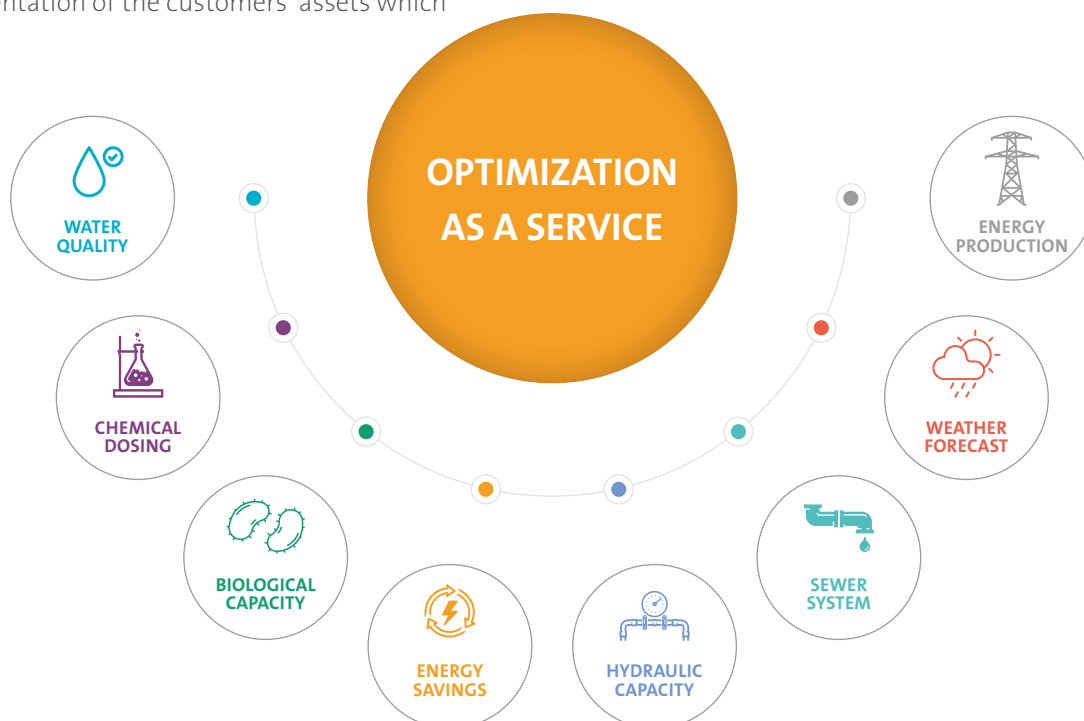 entation of the customers' assets which
OPTIMIZATION
AS A SERVICE
WATER
QUALITY
CHEMICAL
DOSING
BIOLOGICAL
CAPACITY
ENERGY
SAVINGS
HYDRAULIC
CAPACITY
SEWER
SYSTEM
WEATHER
FORECAST
ENERGY
PRODUCTION